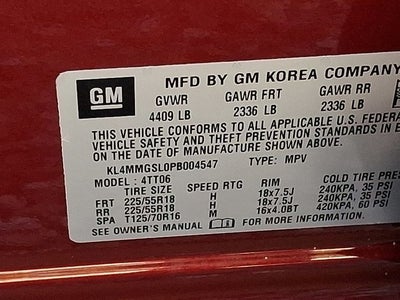 GM
MFD BY GM KOREA COMPANY
GVWR GAWR FRT GAWR RR
4409 LB 2336 LB 2336 LB
THIS VEHICLE CONFORMS TO ALL APPLICABLE U.S. FEDERA
VEHICLE SAFETY AND THEFT PREVENTION STANDARDS IN E
ON THE DATE OF MANUFACTURE SHOWN ABOVE.
KL4MMGSL0PB004547 TYPE: MPV
MODEL: 4TT06
TIRE SIZE SPEED RTG RIM COLD TIRE PRES
FRT 225/55R18 H 18x7.5J 240KPA, 35 PSI
RR 225/55R18 H 18x7.5J 240KPA, 35 PSI
SPA T125/70R16 M 16x4.0BT 420KPA, 60 PSI
SEE OWNER'S MANUAL FOR MORE INFORMATION.